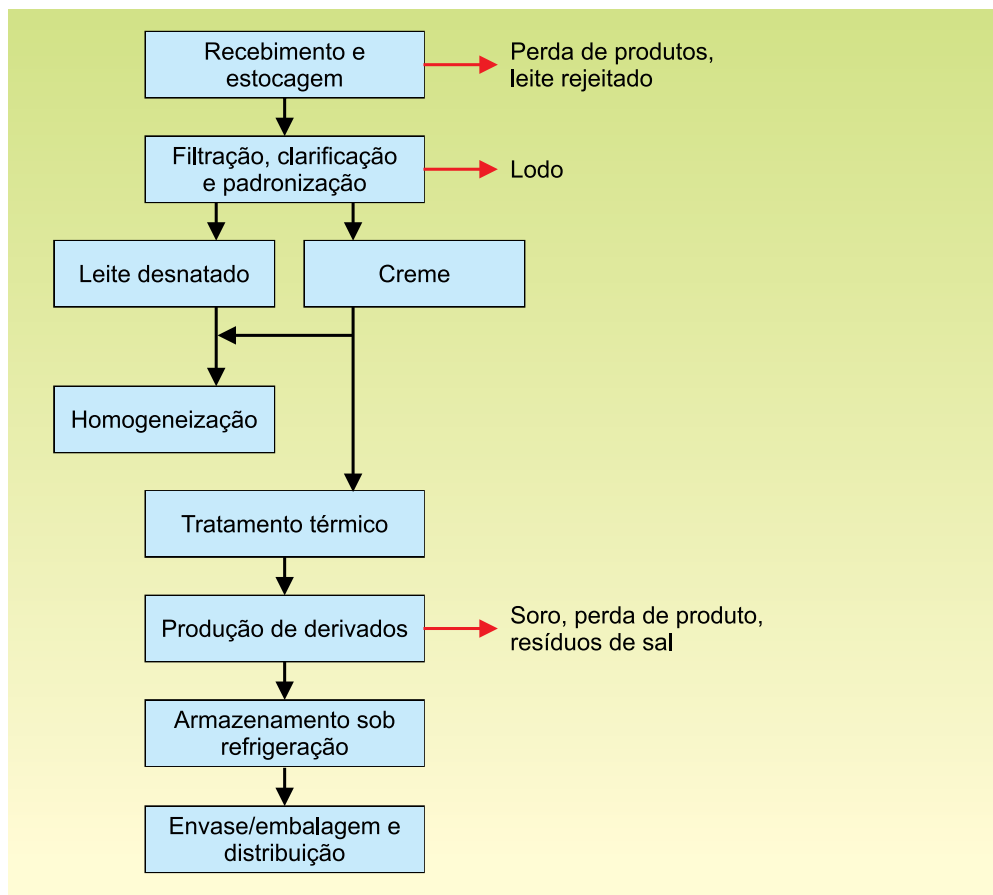 Recebimento e
estocagem
Perda de produtos,
leite rejeitado
Filtração, clarificação
e padronização
Lodo
Leite desnatado
Creme
Homogeneização
Tratamento térmico
Produção de derivados
Soro, perda de produto,
resíduos de sal
Armazenamento sob
refrigeração
Envase/embalagem e
distribuição